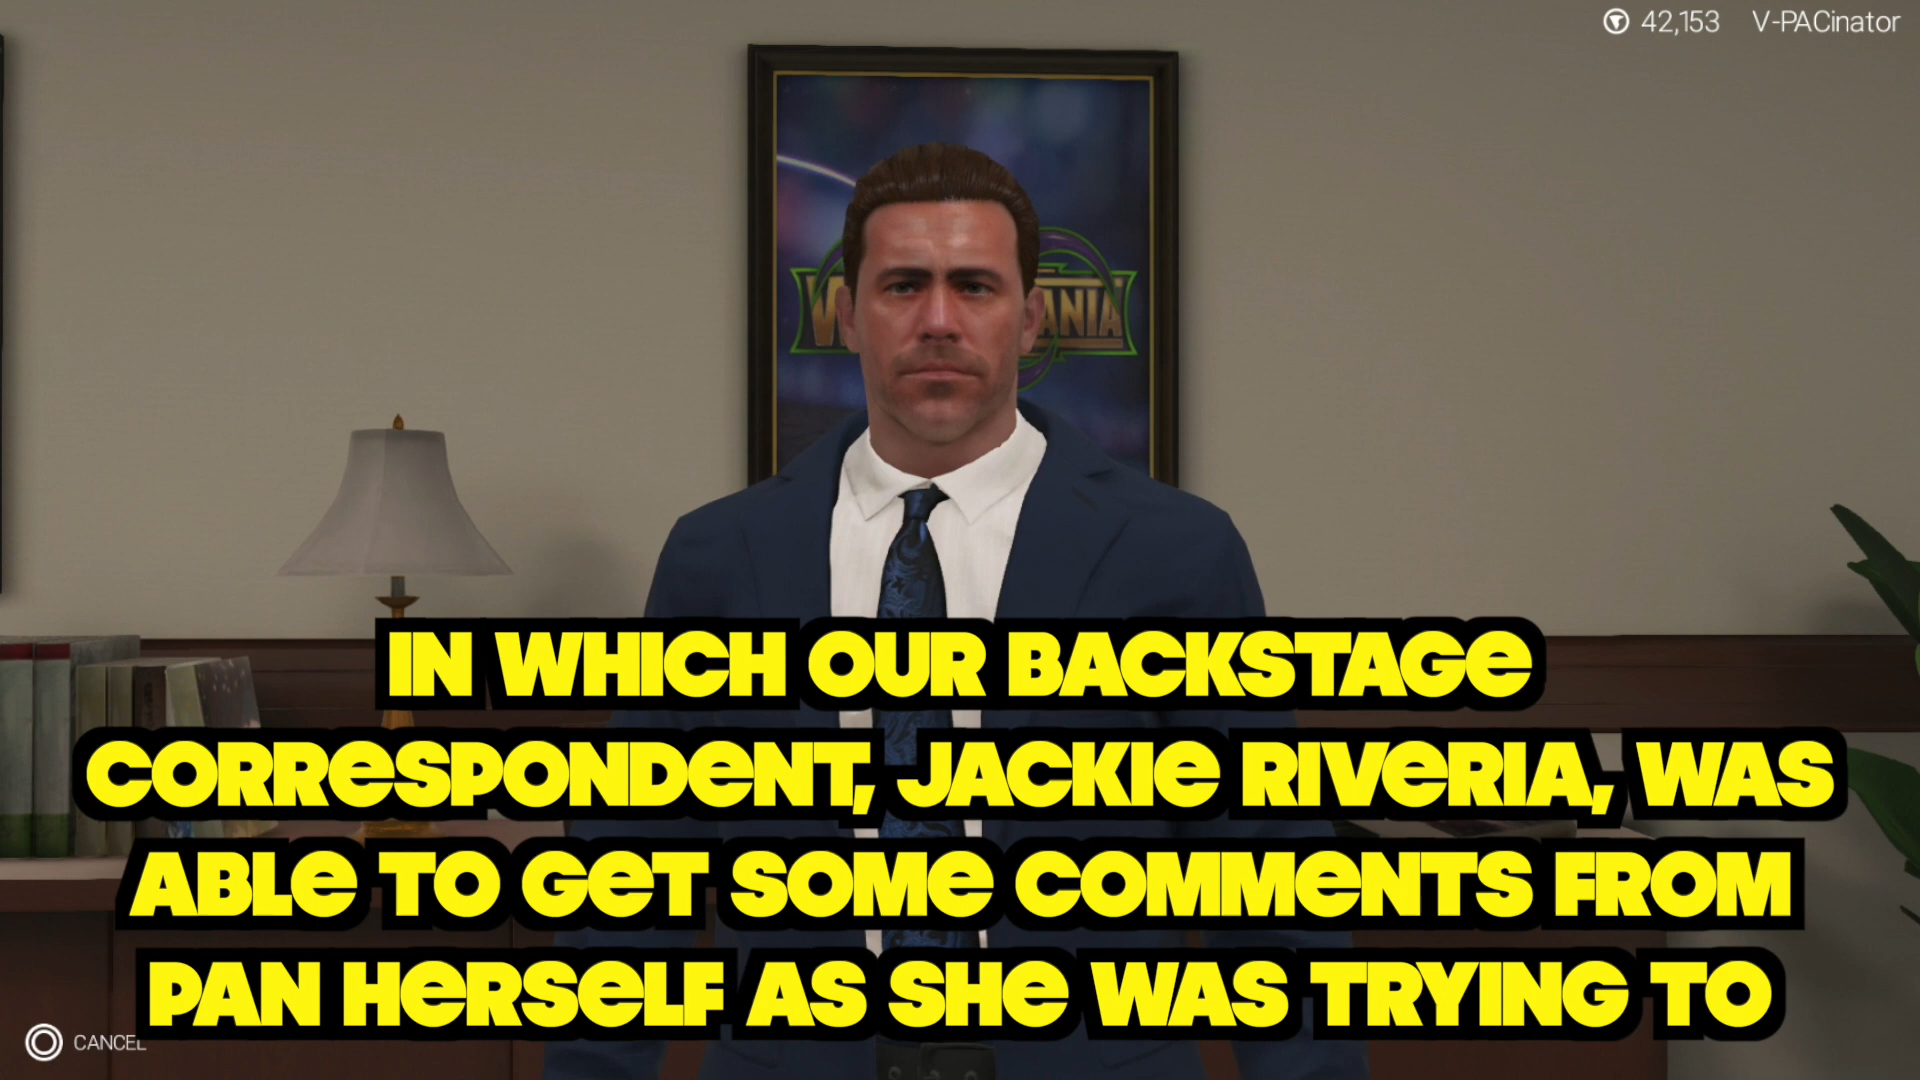 42,153 V-PACinator
W ANIA
IN WHICH OUR BACKSTAGe
CORReSPONDeNT, JACKIe RIVeRIA, WAS
ABLe TO GeT SOMe COMMeNTS FROM
PAN HeRSeLF AS SHe WAS TRYING TO
CANCEL